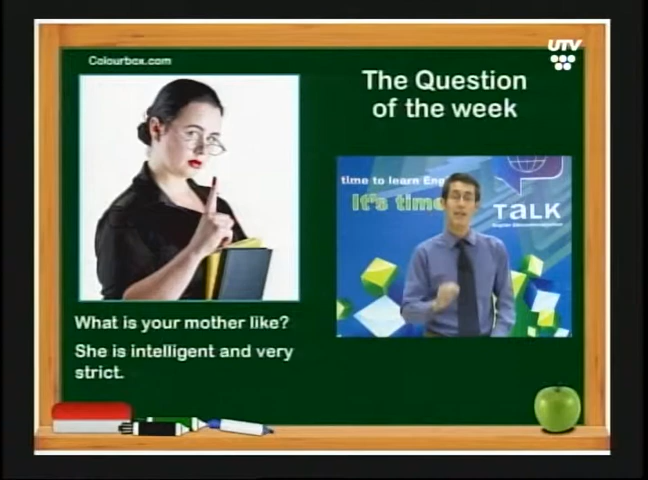 Colourbox.com
UTV
The Question
of the week
time to learn Eng
It's time
TALK
What is your mother like?
She is intelligent and very
strict.